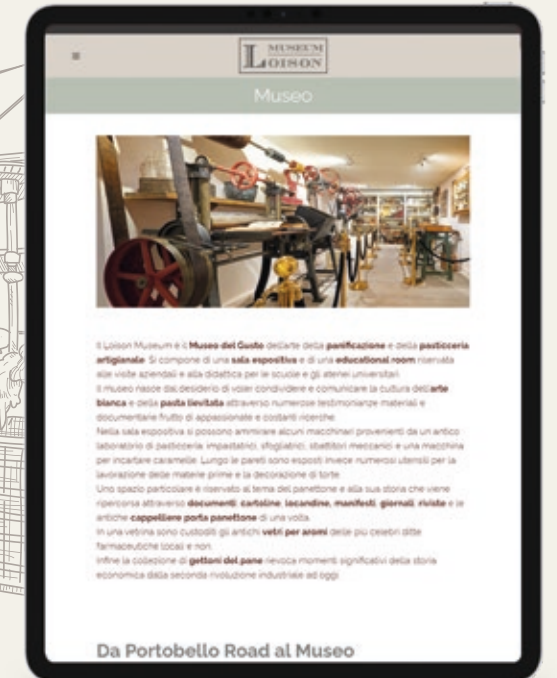 MUSEUM
LOISON
Museo
Il Loison Museum è il Museo del Gusto dell'arte della panificazione e della pasticceria
artigianale. Si compone di una sala espositiva e di una educational room riservata
alle visite aziendali e alla didattica per le scuole e gli atenei universitari.
Il museo nasce dal desiderio di voler condividere e comunicare la cultura dell'arte
bianca e della pasta lievitata attraverso numerose testimonianze materiali e
documentarie frutto di appassionate e costanti ricerche.
Nella sala espositiva si possono ammirare alcuni macchinari provenienti da un antico
laboratorio di pasticceria: impastatrici, sfogliatrici, sbattitori meccanici e una macchina
per incartare caramelle. Lungo le pareti sono esposti invece numerosi utensili per la
lavorazione delle materie prime e la decorazione di torte.
Uno spazio particolare è riservato al tema del panettone e alla sua storia che viene
ripercorsa attraverso documenti, cartoline, locandine, manifesti, giornali, riviste e le
antiche cappelliere porta panettone di una volta.
In una vetrina sono custoditi gli antichi vetri per aromi delle più celebri ditte
farmaceutiche locali e non.
Infine la collezione di gettoni del pane rievoca momenti significativi della storia
economica dalla seconda rivoluzione industriale ad oggi.
Da Portobello Road al Museo